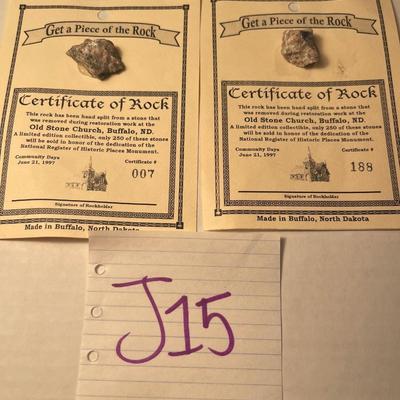 Get a Piece of the Rock
Certificate of Rock
This rock has been hand split from a stone that
was removed during restoration work at the
Old Stone Church, Buffalo, ND.
A limited edition collectible, only 250 of these stones
will be sold in honor of the dedication of the
National Register of Historic Places Monument.
Community Days
June 21, 1997
Certificate #
007
Signature of Rockholder
Made in Buffalo, North Dakota
Get a Piece of the Rock
Certificate of Rock
This rock has been hand split from a stone that
was removed during restoration work at the
Old Stone Church, Buffalo, ND.
A limited edition collectible, only 250 of these stones
will be sold in honor of the dedication of the
National Register of Historic Places Monument.
Community Days
June 21, 1997
Certificate #
188
Signature of Rockholder
Made in Buffalo, North Dakota
J15